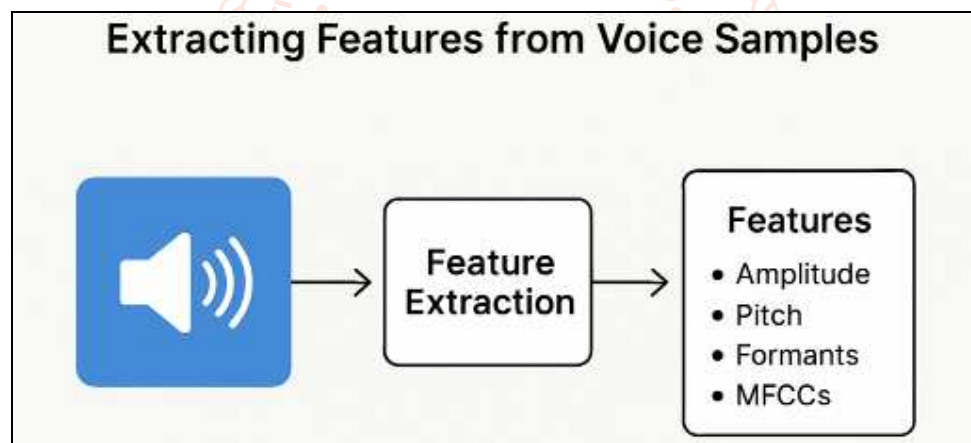 Extracting Features from Voice Samples
Feature
Extraction
Features
• Amplitude
• Pitch
• Formants
• MFCCs